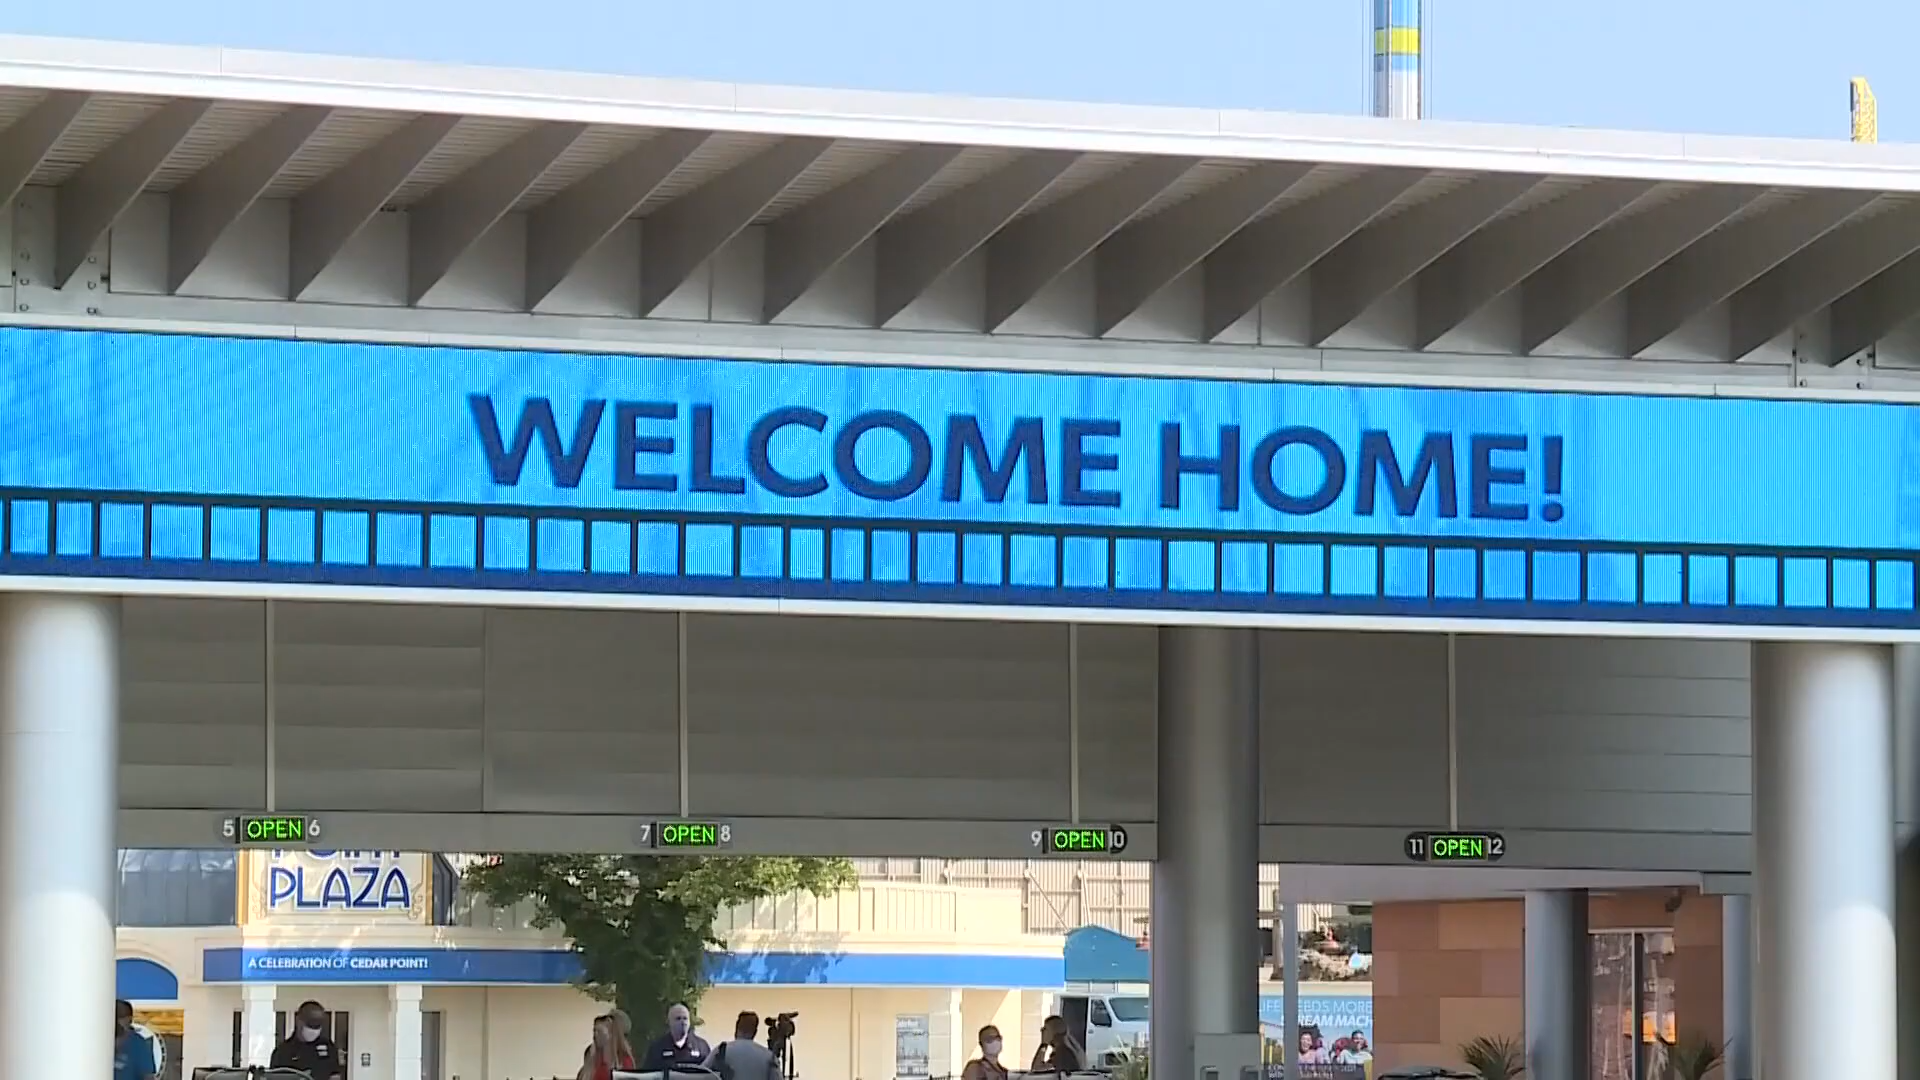 WELCOME HOME!
5 OPEN 6
7 OPEN 8
9 OPEN 10
11 OPEN 12
PLAZA
A CELEBRATION OF CEDAR POINT!
MORE